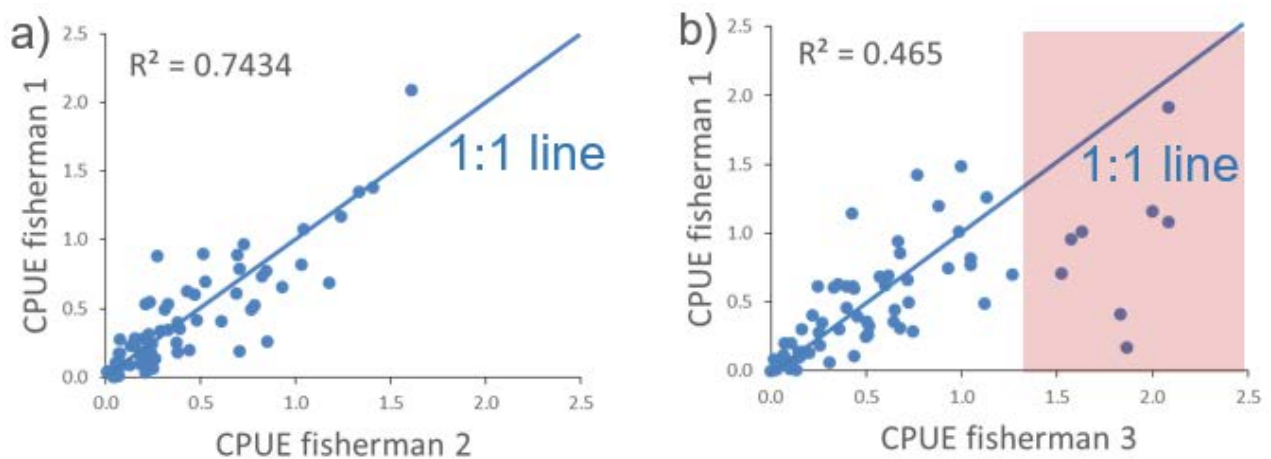 a)
R² = 0.7434
CPUE fisherman 1
2.5
2.0
1.5
1.0
0.5
0.0
1:1 line
0.0 0.5 1.0 1.5 2.0 2.5
CPUE fisherman 2
b)
R² = 0.465
CPUE fisherman 1
2.5
2.0
1.5
1.0
0.5
0.0
1:1 line
0.0 0.5 1.0 1.5 2.0 2.5
CPUE fisherman 3